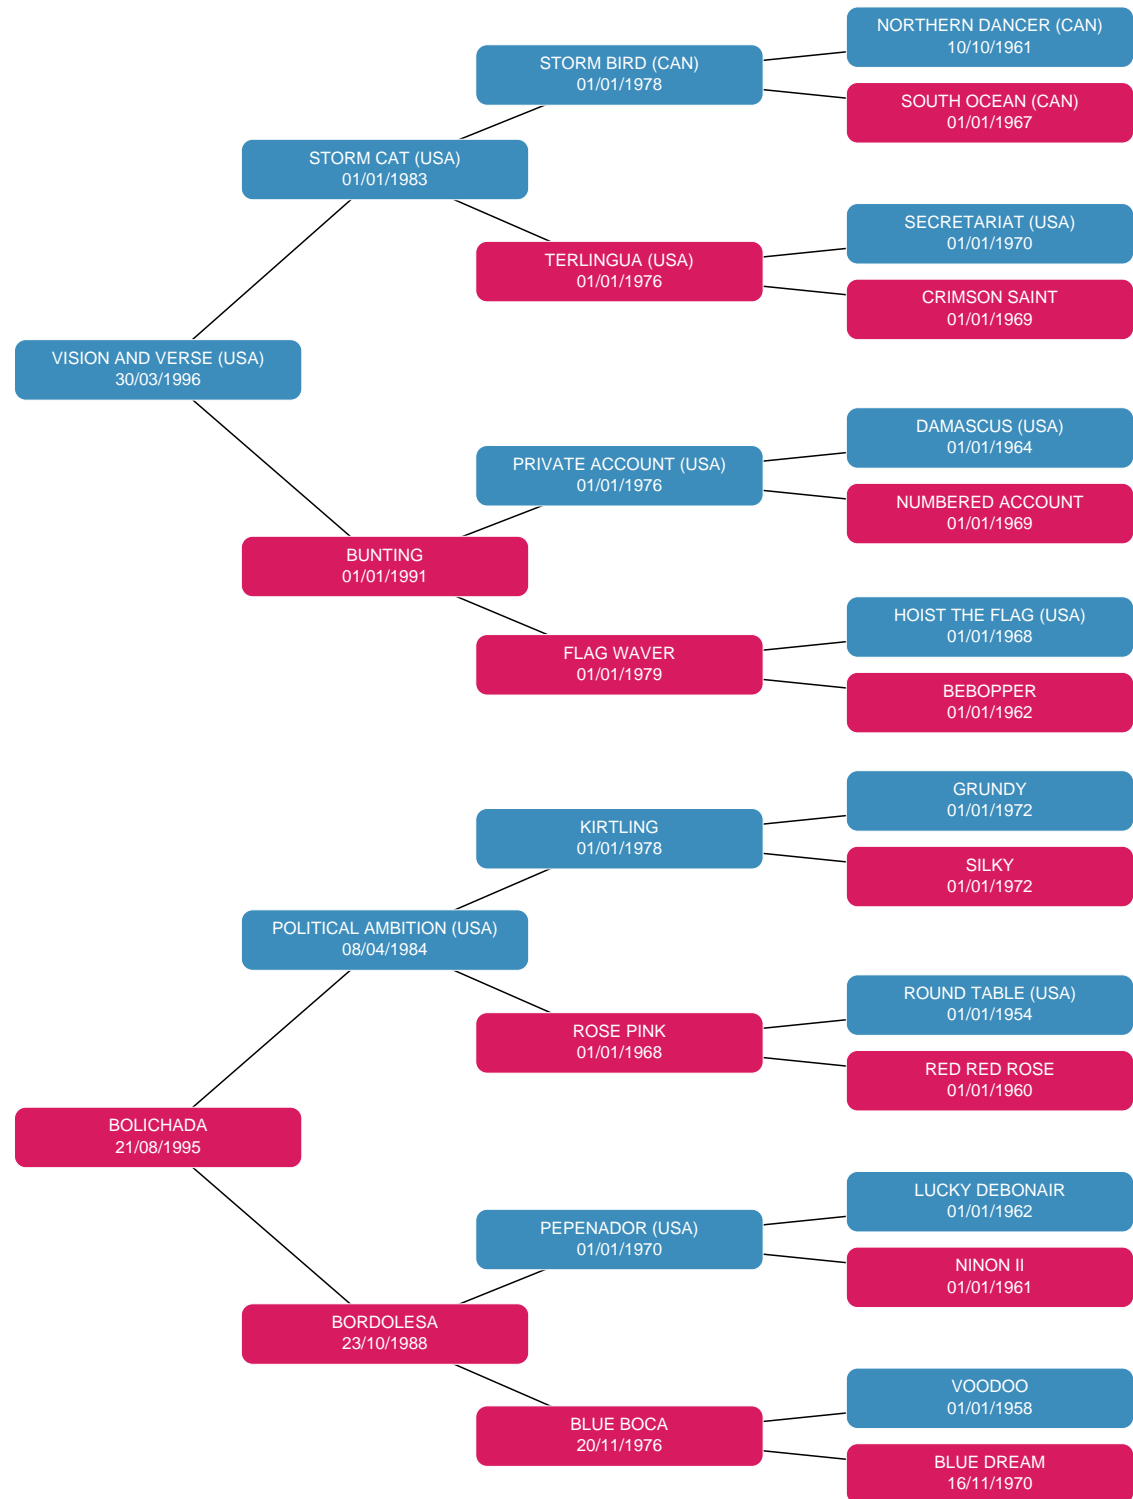 NORTHERN DANCER (CAN)
10/10/1961
STORM BIRD (CAN)
01/01/1978
SOUTH OCEAN (CAN)
01/01/1967
STORM CAT (USA)
01/01/1983
SECRETARIAT (USA)
01/01/1970
TERLINGUA (USA)
01/01/1976
CRIMSON SAINT
01/01/1969
VISION AND VERSE (USA)
30/03/1996
DAMASCUS (USA)
01/01/1964
PRIVATE ACCOUNT (USA)
01/01/1976
NUMBERED ACCOUNT
01/01/1969
BUNTING
01/01/1991
HOIST THE FLAG (USA)
01/01/1968
FLAG WAVER
01/01/1979
BEBOPPER
01/01/1962
GRUNDY
01/01/1972
KIRTLING
01/01/1978
SILKY
01/01/1972
POLITICAL AMBITION (USA)
08/04/1984
ROUND TABLE (USA)
01/01/1954
ROSE PINK
01/01/1968
RED RED ROSE
01/01/1960
BOLICHADA
21/08/1995
LUCKY DEBONAIR
01/01/1962
PEPENADOR (USA)
01/01/1970
NINON II
01/01/1961
BORDOLESA
23/10/1988
VOODOO
01/01/1958
BLUE BOCA
20/11/1976
BLUE DREAM
16/11/1970